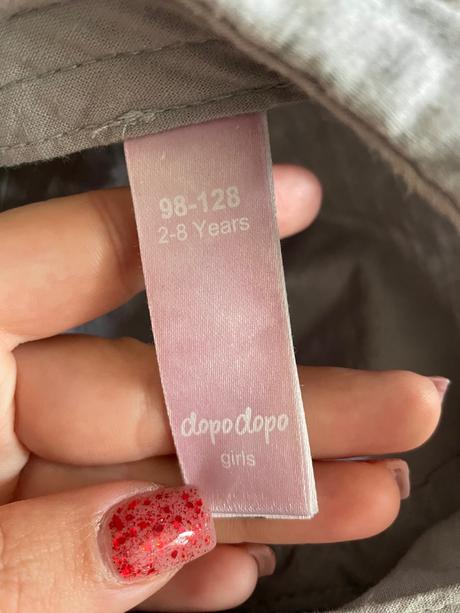 98-128
2-8 Years
dopodopo
girls